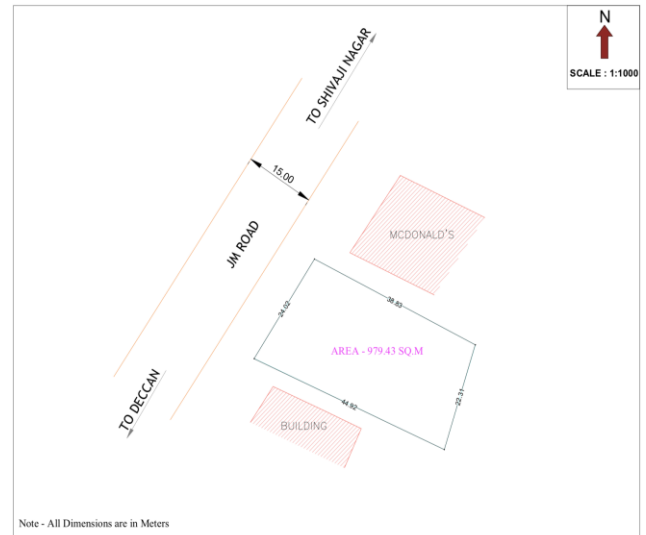 N
SCALE : 1:1000
TO SHIVAJI NAGAR
15.00
JM ROAD
MCDONALD'S
38.83
24.02
AREA - 979.43 SQ.M
22.31
44.92
TO DECCAN
BUILDING
Note - All Dimensions are in Meters